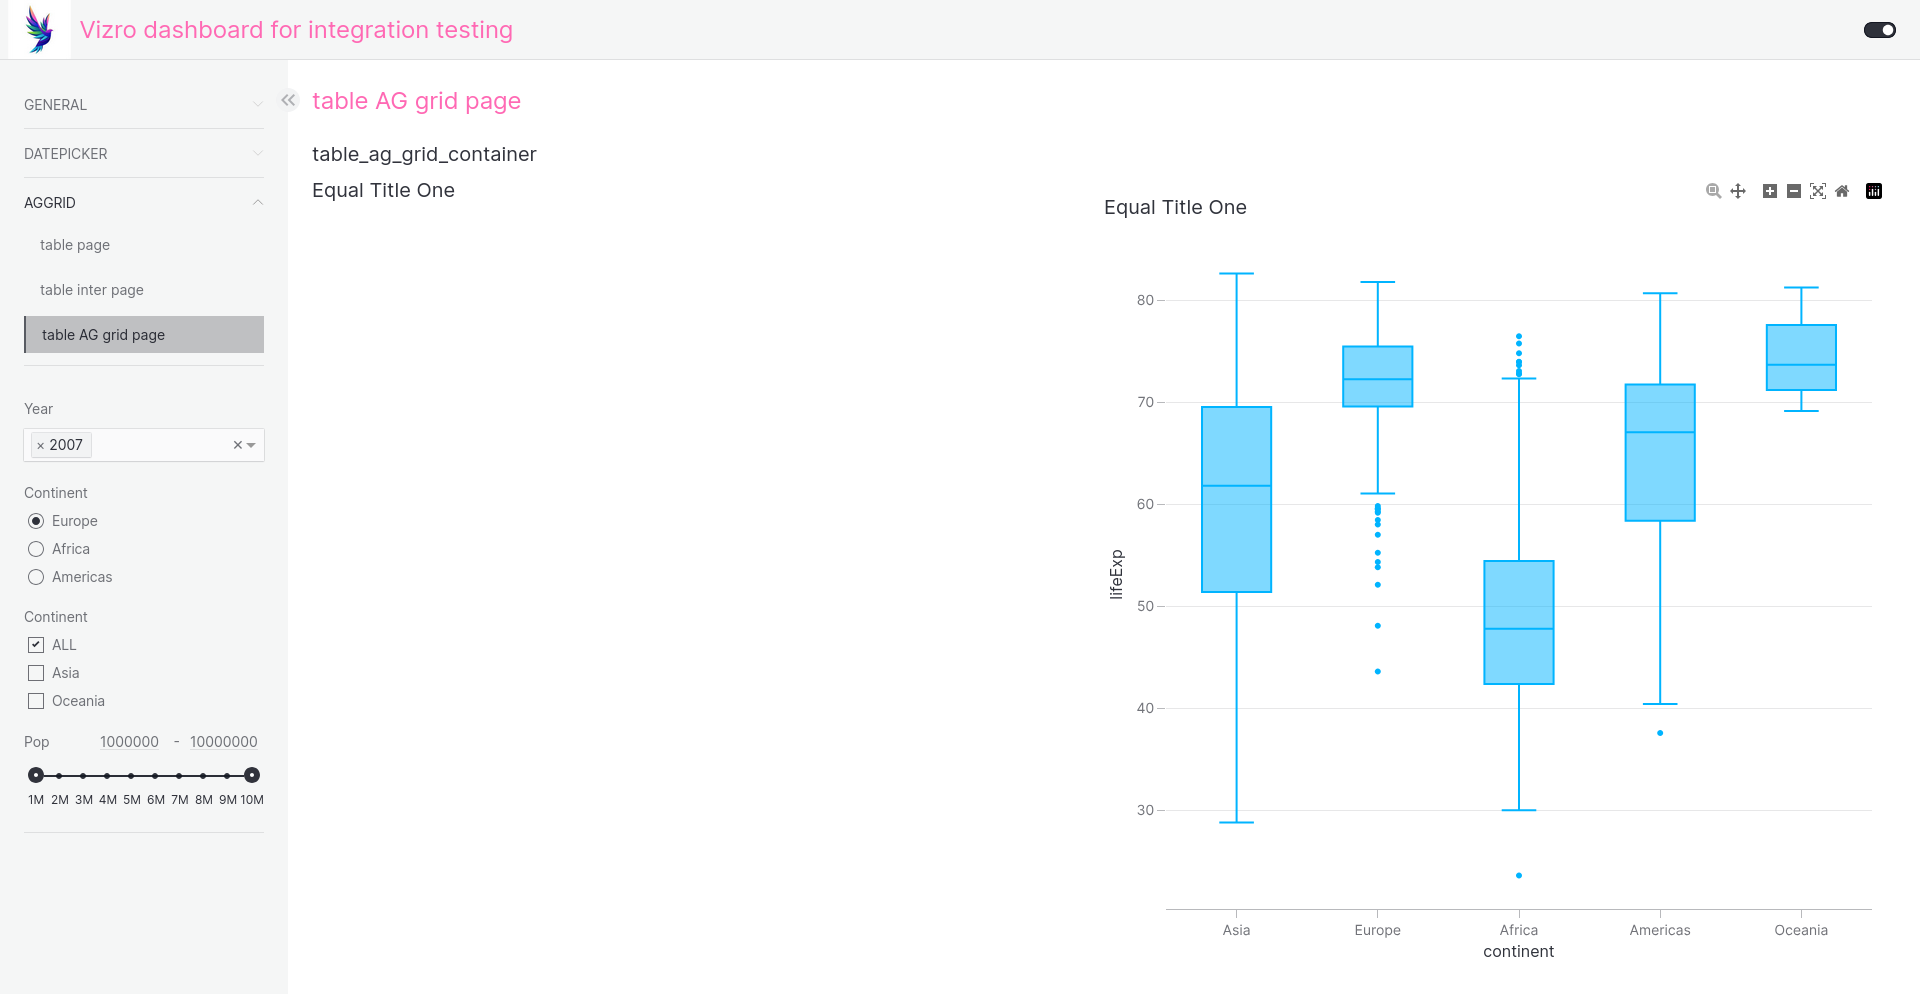 Vizro dashboard for integration testing
GENERAL
DATEPICKER
AGGRID
table page
table inter page
table AG grid page
Year
× 2007
Continent
Europe
Africa
Americas
Continent
ALL
Asia
Oceania
Pop 1000000 - 10000000
1M 2M 3M 4M 5M 6M 7M 8M 9M 10M
table AG grid page
table_ag_grid_container
Equal Title One
Equal Title One
80
70
60
50
40
30
lifeExp
Asia Europe Africa Americas Oceania
continent